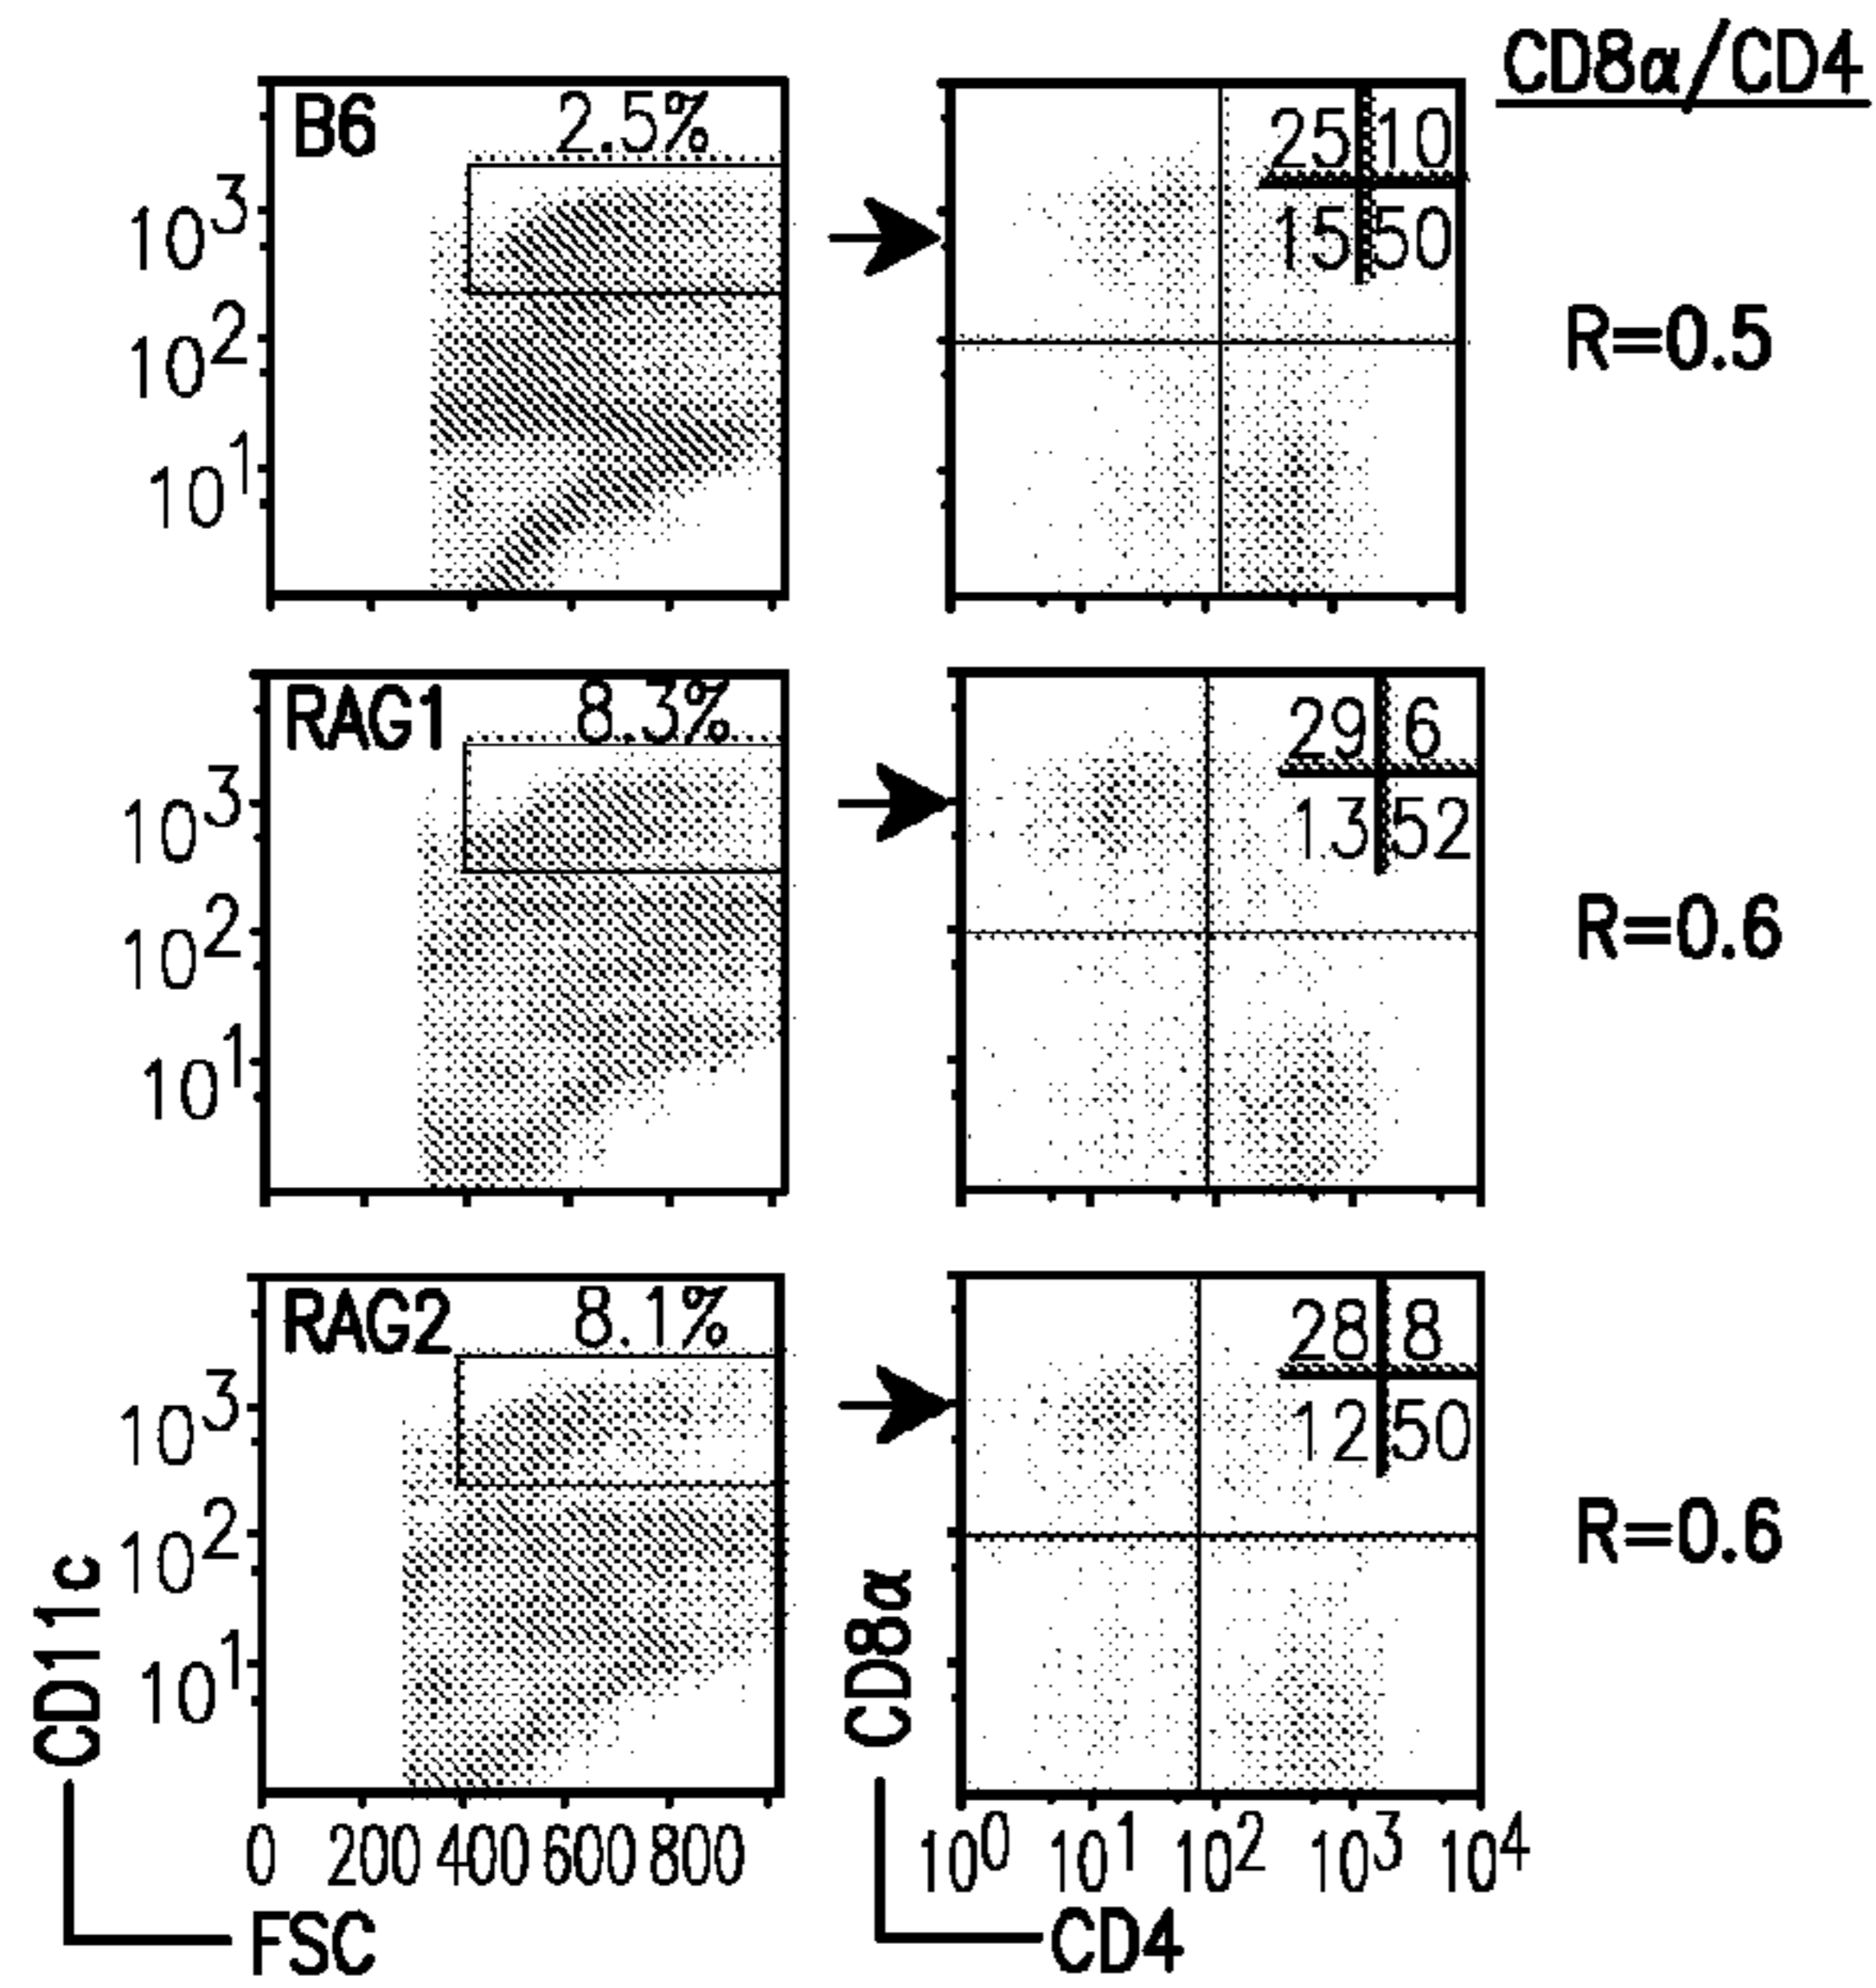 CD8α/CD4
B6 2.5%
25 10
15 50
10³
10²
10¹
R=0.5
RAG1 8.3%
29 6
13 52
10³
10²
10¹
R=0.6
RAG2 8.1%
28 8
12 50
10³
10²
10¹
R=0.6
CD11c
CD8α
0 200 400 600 800
10⁰ 10¹ 10² 10³ 10⁴
FSC
CD4